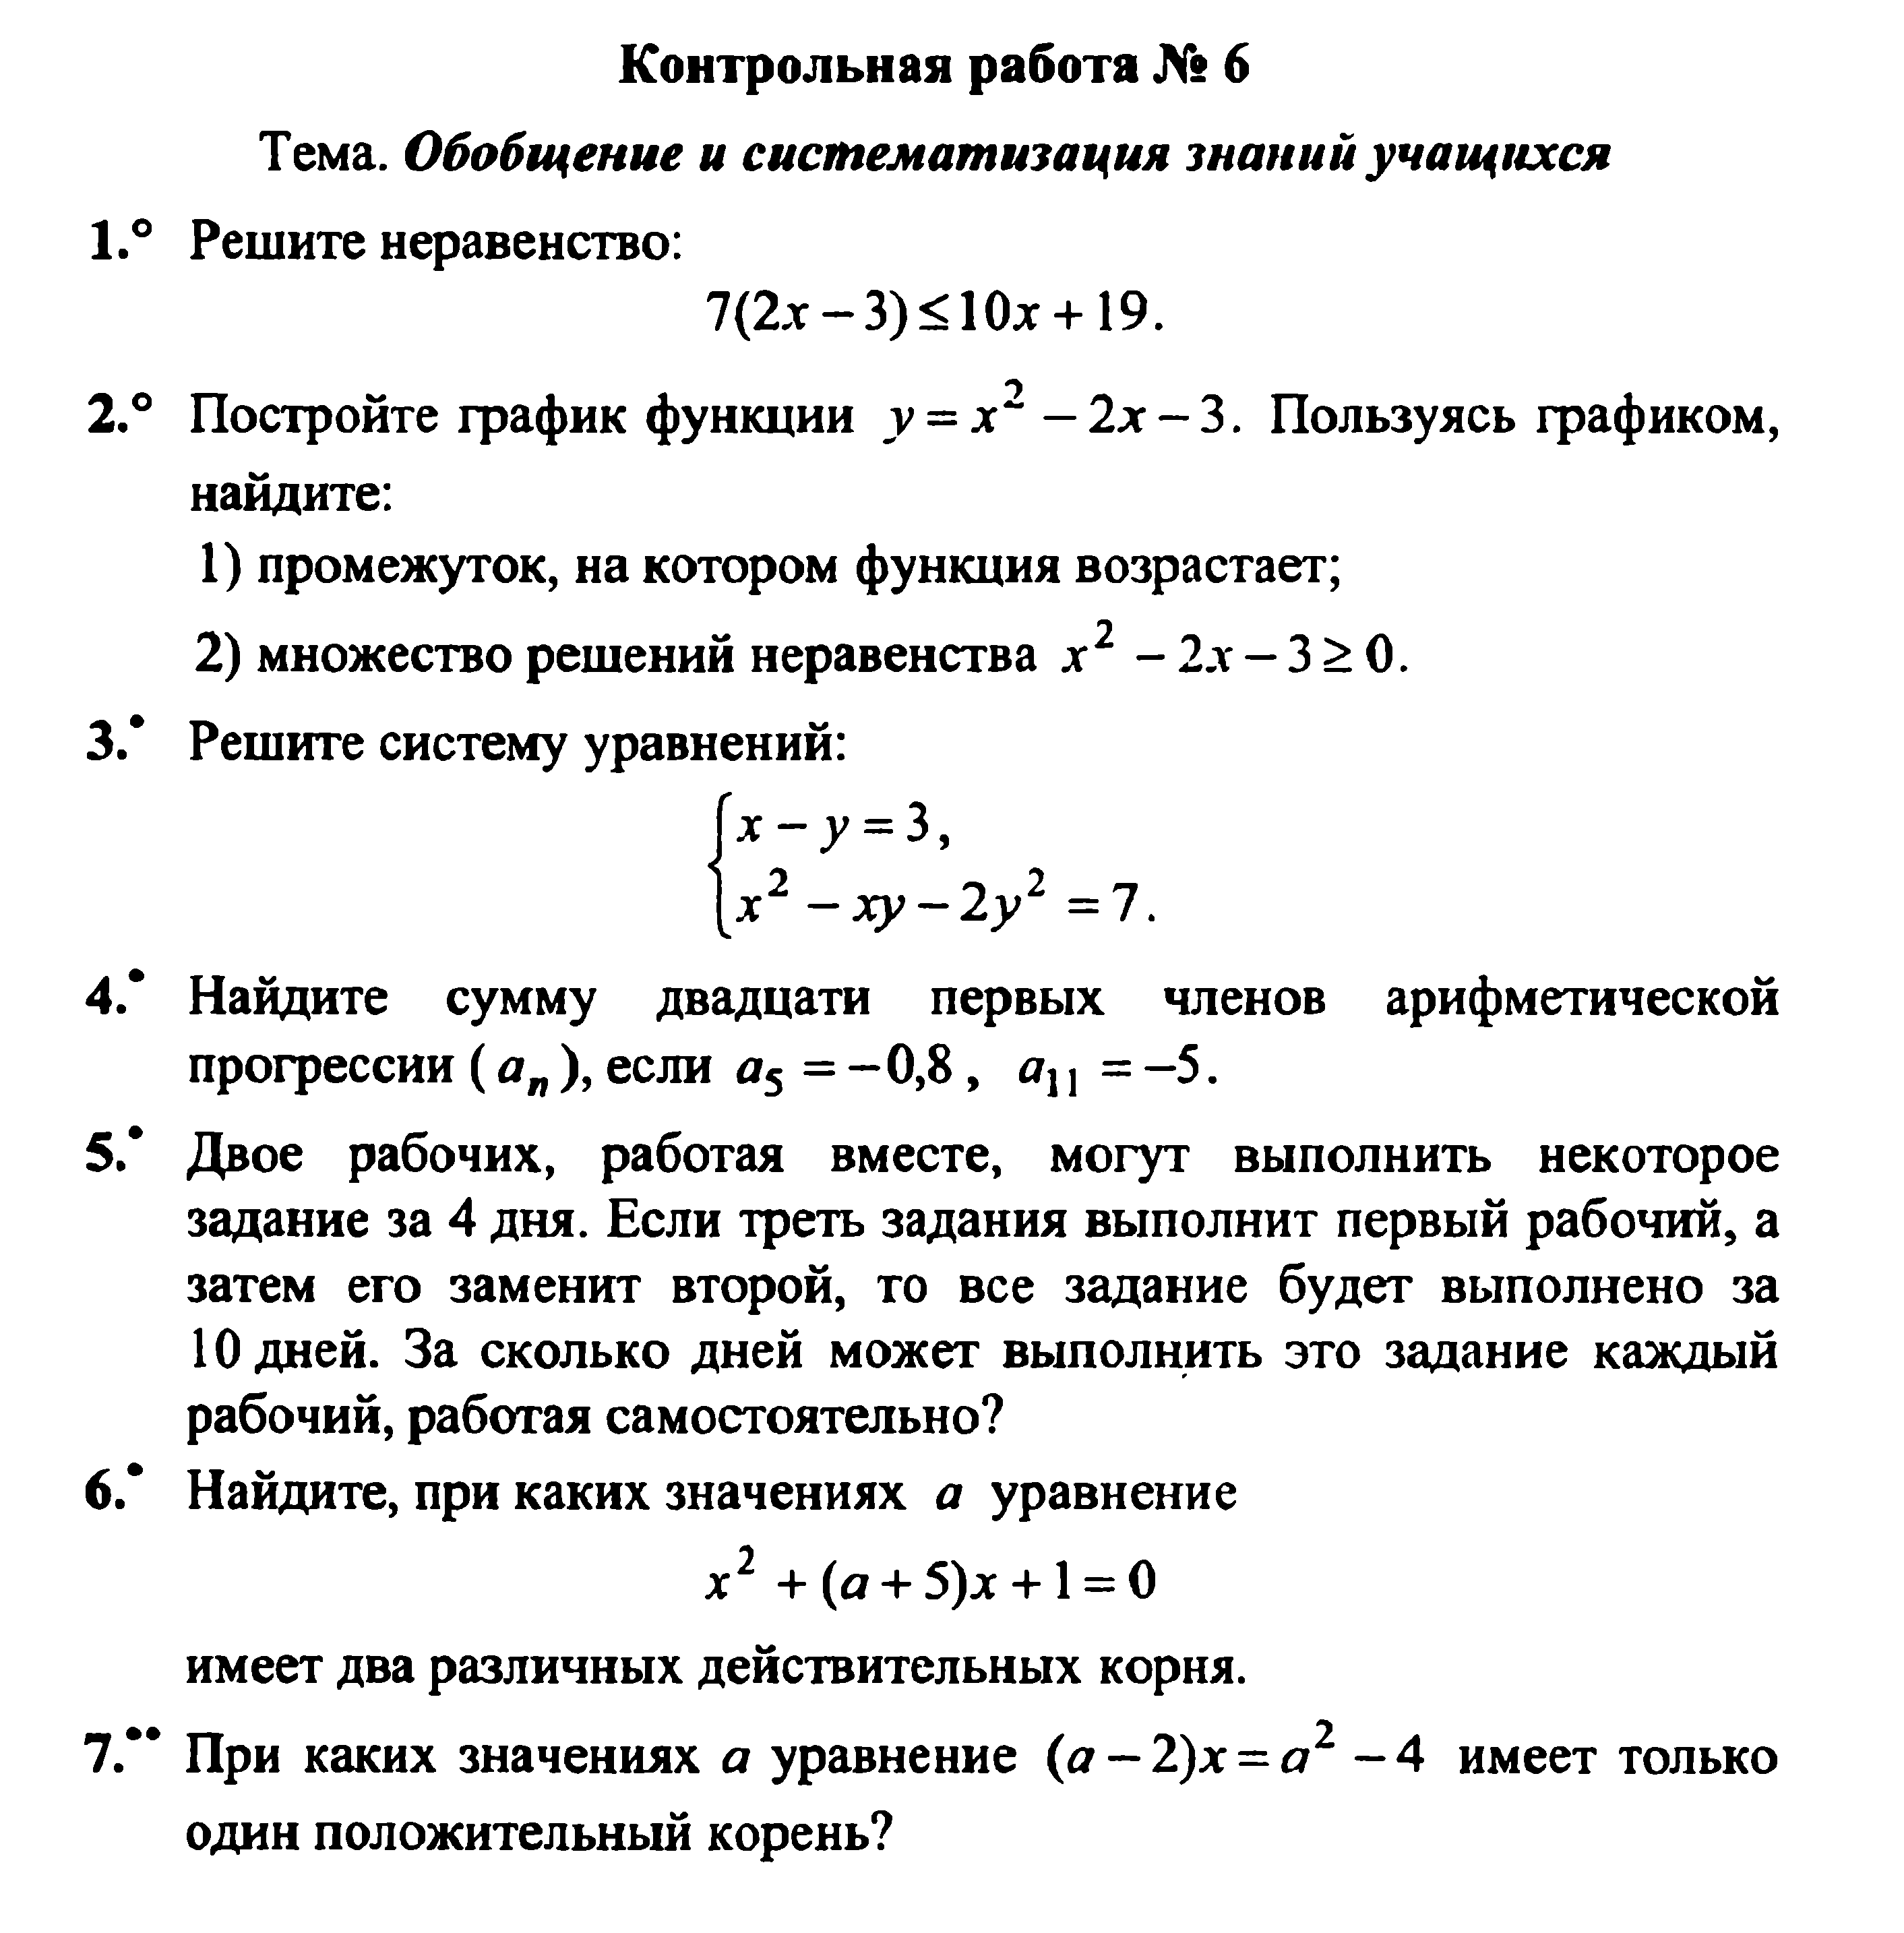 Контрольная работа № 6
Тема. Обобщение и систематизация знаний учащихся
1.° Решите неравенство:
7(2x − 3) ≤ 10x + 19.
2.° Постройте график функции y = x² − 2x − 3. Пользуясь графиком,
найдите:
1) промежуток, на котором функция возрастает;
2) множество решений неравенства x² − 2x − 3 ≥ 0.
3.• Решите систему уравнений:
{ x − y = 3,
x² − xy − 2y² = 7.
4.• Найдите сумму двадцати первых членов арифметической
прогрессии (aₙ), если a₅ = −0,8, a₁₁ = −5.
5.• Двое рабочих, работая вместе, могут выполнить некоторое
задание за 4 дня. Если треть задания выполнит первый рабочий, а
затем его заменит второй, то все задание будет выполнено за
10 дней. За сколько дней может выполнить это задание каждый
рабочий, работая самостоятельно?
6.• Найдите, при каких значениях a уравнение
x² + (a + 5)x + 1 = 0
имеет два различных действительных корня.
7.•• При каких значениях a уравнение (a − 2)x = a² − 4 имеет только
один положительный корень?